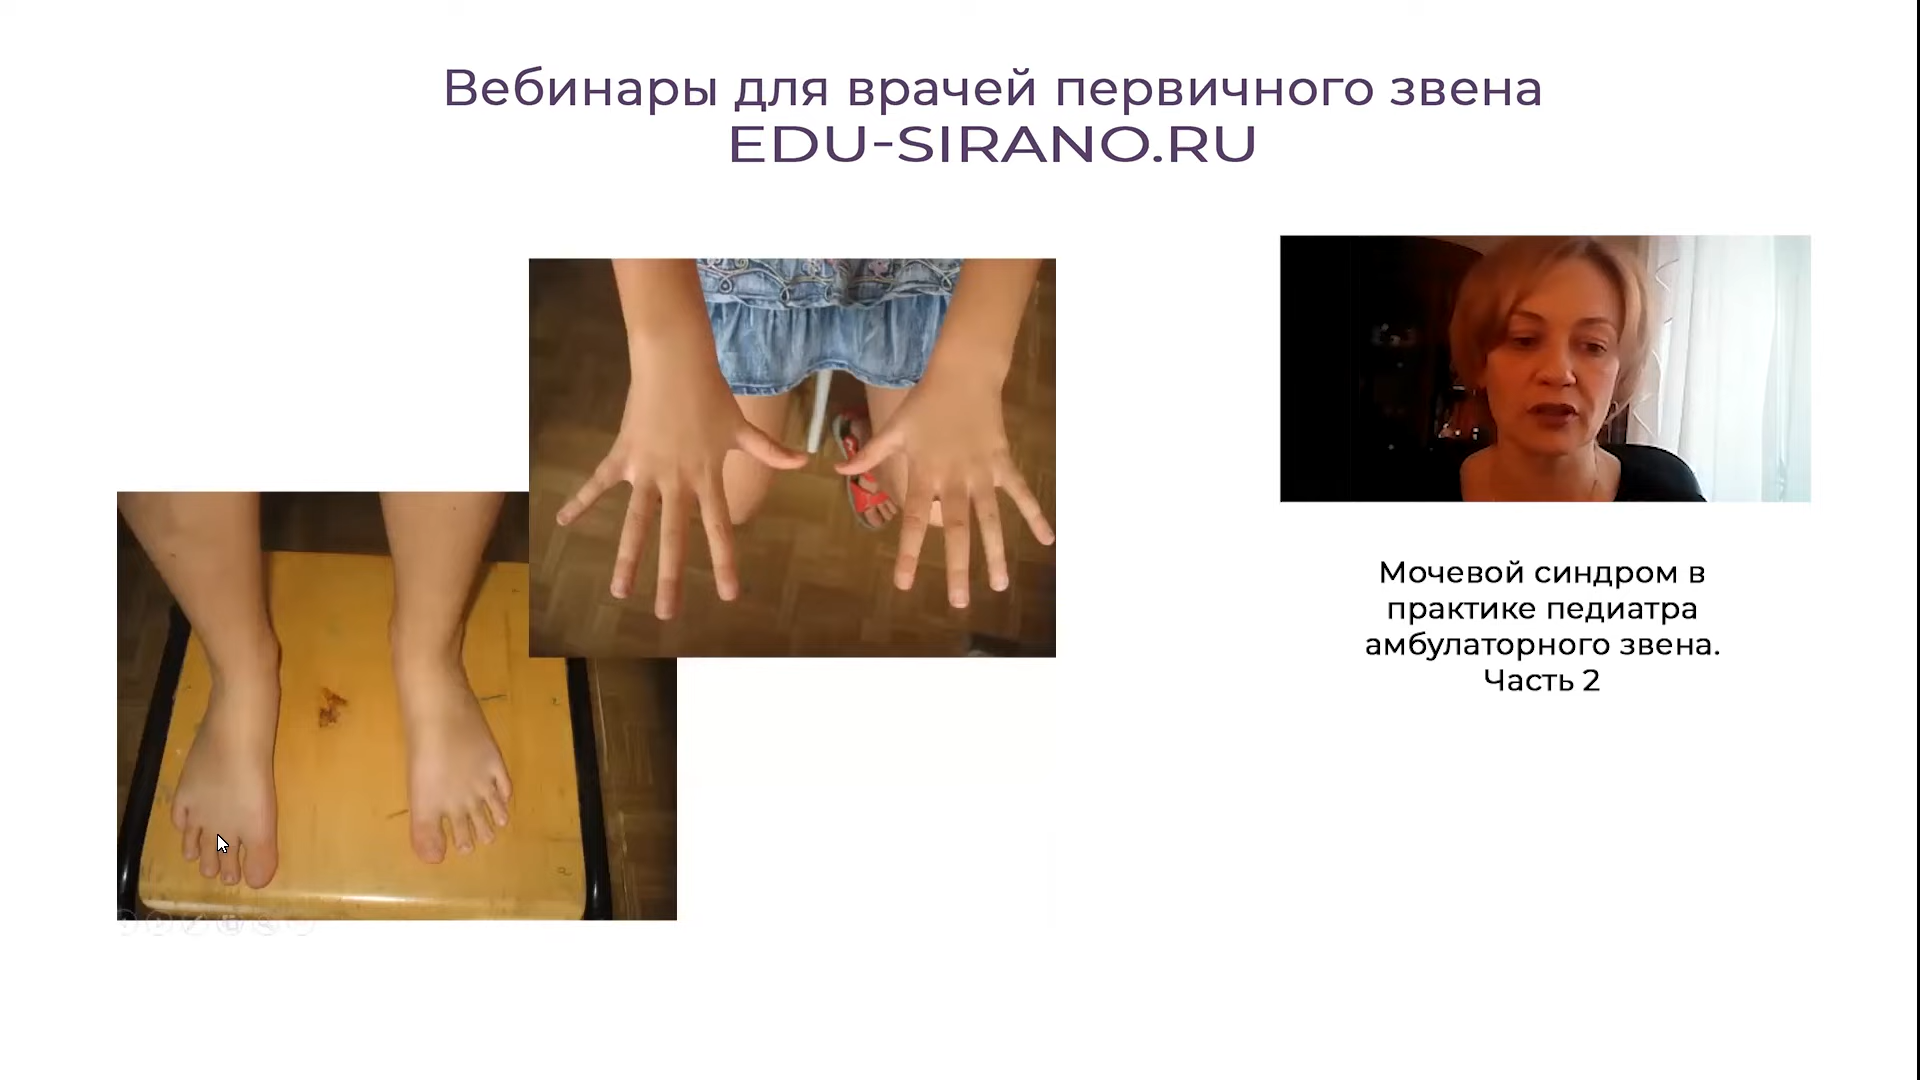 Вебинары для врачей первичного звена
EDU-SIRANO.RU
Мочевой синдром в
практике педиатра
амбулаторного звена.
Часть 2